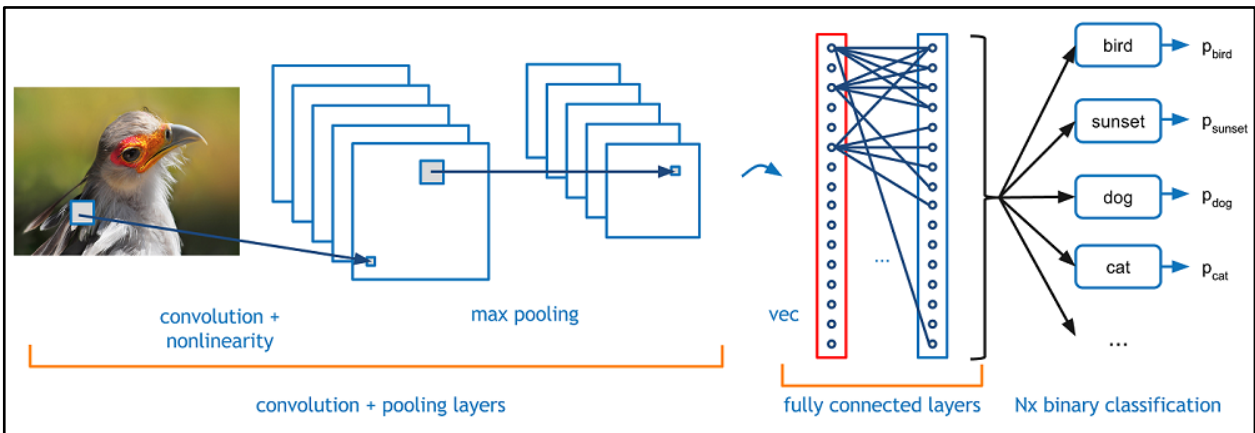 bird
p_bird
sunset
p_sunset
dog
p_dog
cat
p_cat
...
...
convolution +
nonlinearity
max pooling
vec
convolution + pooling layers
fully connected layers
Nx binary classification